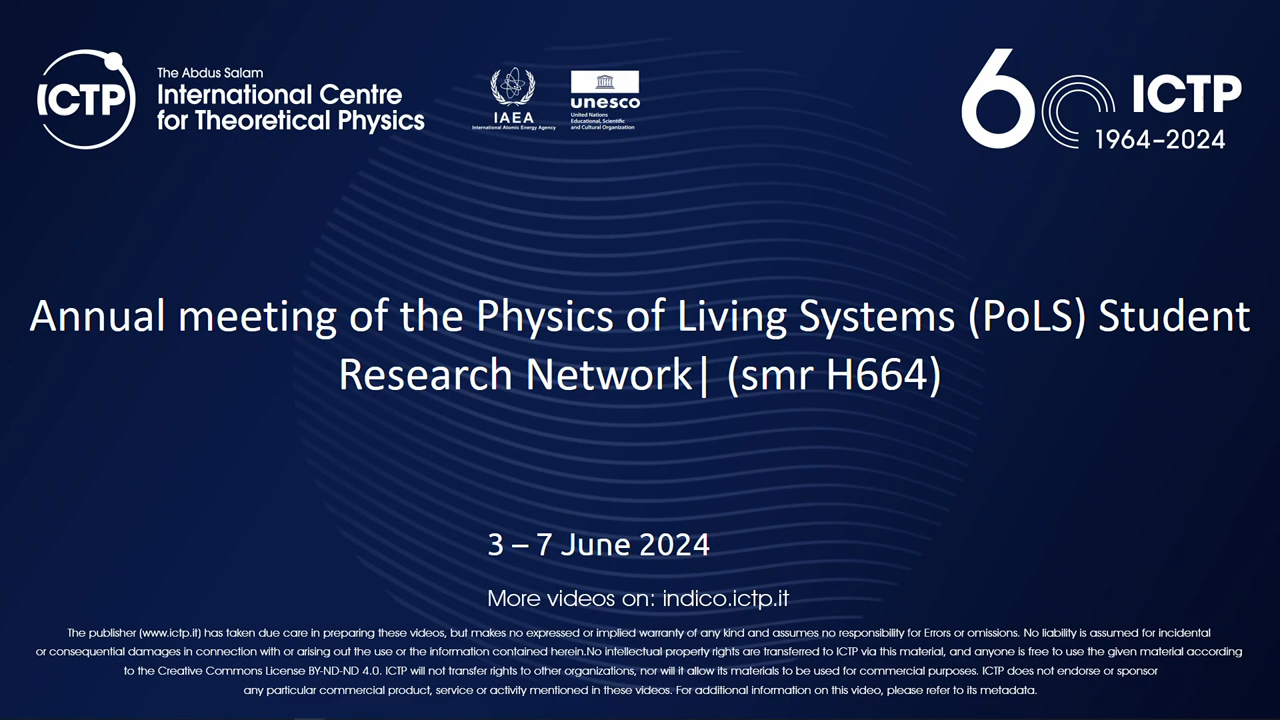 ICTP
The Abdus Salam
International Centre
for Theoretical Physics
IAEA
International Atomic Energy Agency
unesco
United Nations
Educational, Scientific
and Cultural Organization
60 ICTP
1964–2024
Annual meeting of the Physics of Living Systems (PoLS) Student
Research Network| (smr H664)
3 – 7 June 2024
More videos on: indico.ictp.it
The publisher (www.ictp.it) has taken due care in preparing these videos, but makes no expressed or implied warranty of any kind and assumes no responsibility for Errors or omissions. No liability is assumed for incidental
or consequential damages in connection with or arising out the use or the information contained herein.No intellectual property rights are transferred to ICTP via this material, and anyone is free to use the given material according
to the Creative Commons License BY-ND-ND 4.0. ICTP will not transfer rights to other organizations, nor will it allow its materials to be used for commercial purposes. ICTP does not endorse or sponsor
any particular commercial product, service or activity mentioned in these videos. For additional information on this video, please refer to its metadata.